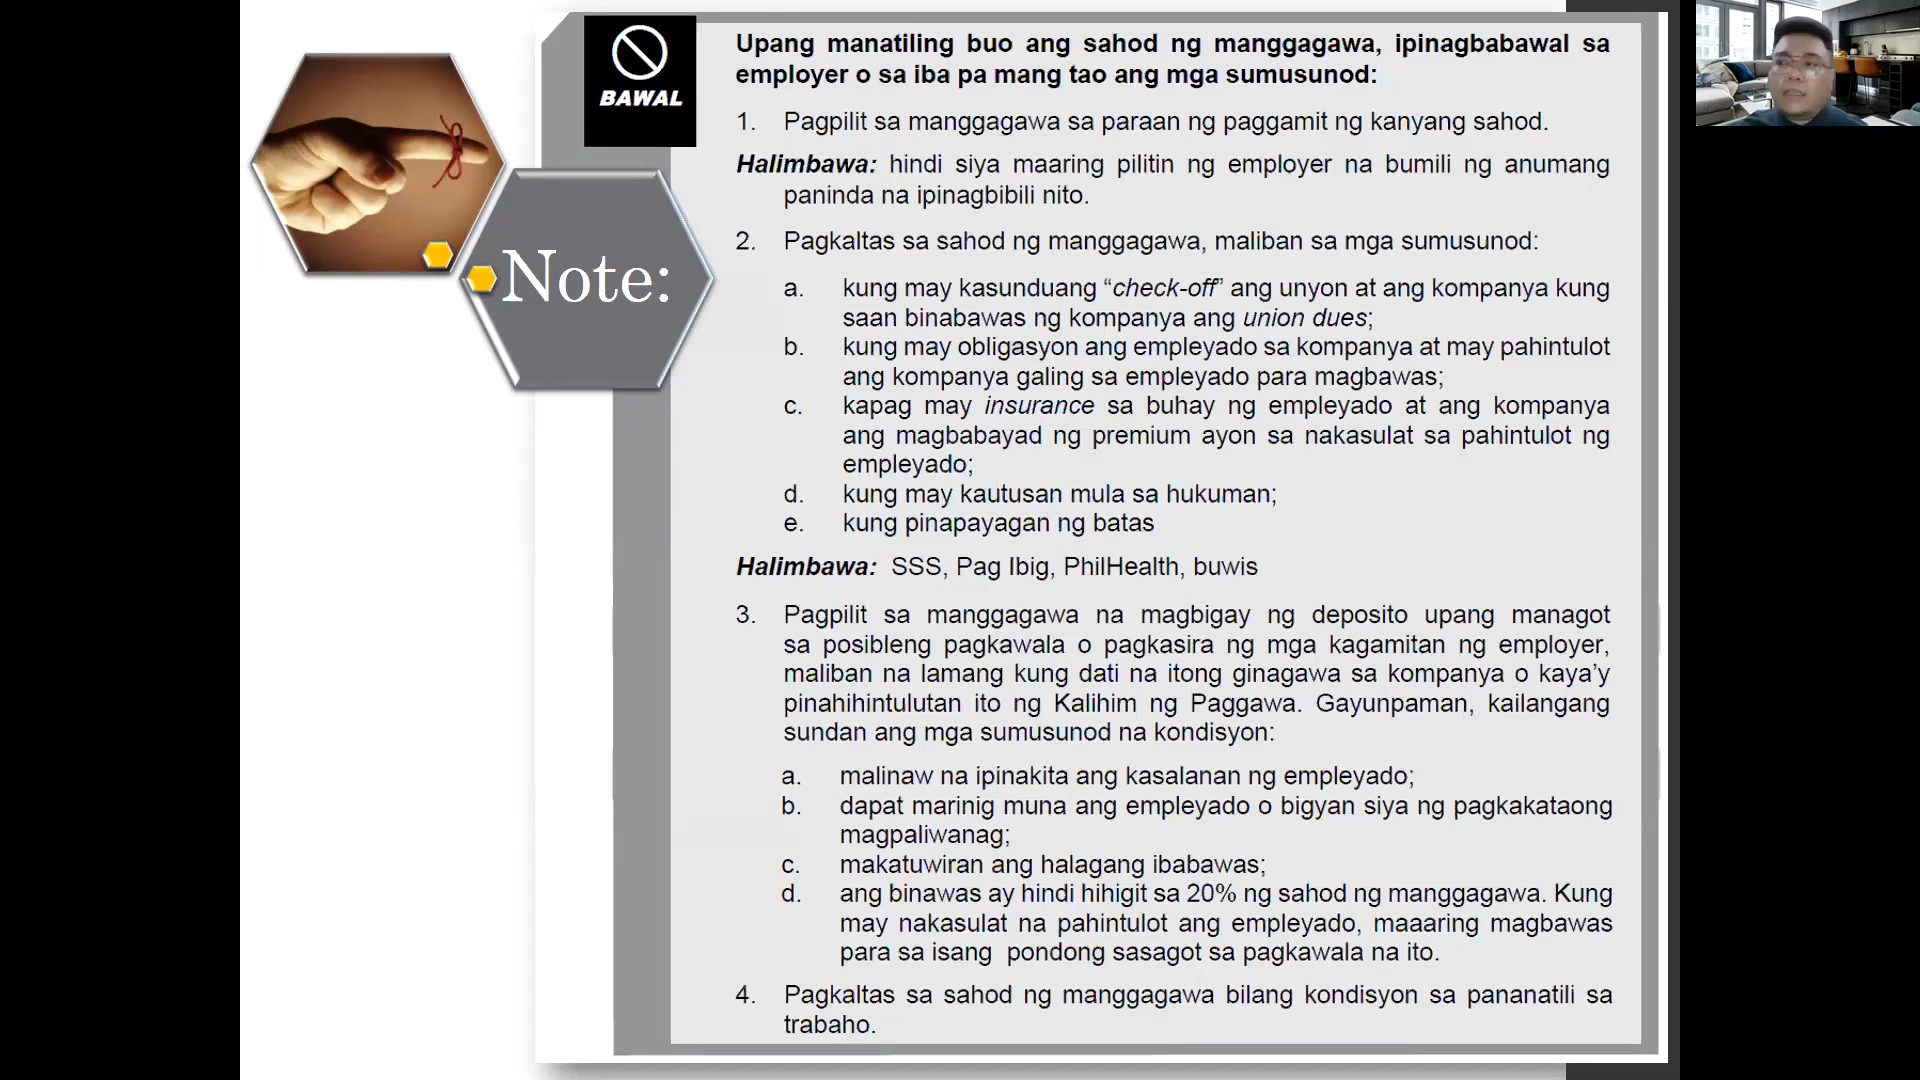 BAWAL
Note:
Upang manatiling buo ang sahod ng manggagawa, ipinagbabawal sa
employer o sa iba pa mang tao ang mga sumusunod:
1. Pagpilit sa manggagawa sa paraan ng paggamit ng kanyang sahod.
Halimbawa: hindi siya maaring pilitin ng employer na bumili ng anumang
paninda na ipinagbibili nito.
2. Pagkaltas sa sahod ng manggagawa, maliban sa mga sumusunod:
a. kung may kasunduang “check-off” ang unyon at ang kompanya kung
saan binabawas ng kompanya ang union dues;
b. kung may obligasyon ang empleyado sa kompanya at may pahintulot
ang kompanya galing sa empleyado para magbawas;
c. kapag may insurance sa buhay ng empleyado at ang kompanya
ang magbabayad ng premium ayon sa nakasulat sa pahintulot ng
empleyado;
d. kung may kautusan mula sa hukuman;
e. kung pinapayagan ng batas
Halimbawa: SSS, Pag Ibig, PhilHealth, buwis
3. Pagpilit sa manggagawa na magbigay ng deposito upang managot
sa posibleng pagkawala o pagkasira ng mga kagamitan ng employer,
maliban na lamang kung dati na itong ginagawa sa kompanya o kaya’y
pinahihintulutan ito ng Kalihim ng Paggawa. Gayunpaman, kailangang
sundan ang mga sumusunod na kondisyon:
a. malinaw na ipinakita ang kasalanan ng empleyado;
b. dapat marinig muna ang empleyado o bigyan siya ng pagkakataong
magpaliwanag;
c. makatuwiran ang halagang ibabawas;
d. ang binawas ay hindi hihigit sa 20% ng sahod ng manggagawa. Kung
may nakasulat na pahintulot ang empleyado, maaaring magbawas
para sa isang pondong sasagot sa pagkawala na ito.
4. Pagkaltas sa sahod ng manggagawa bilang kondisyon sa pananatili sa
trabaho.